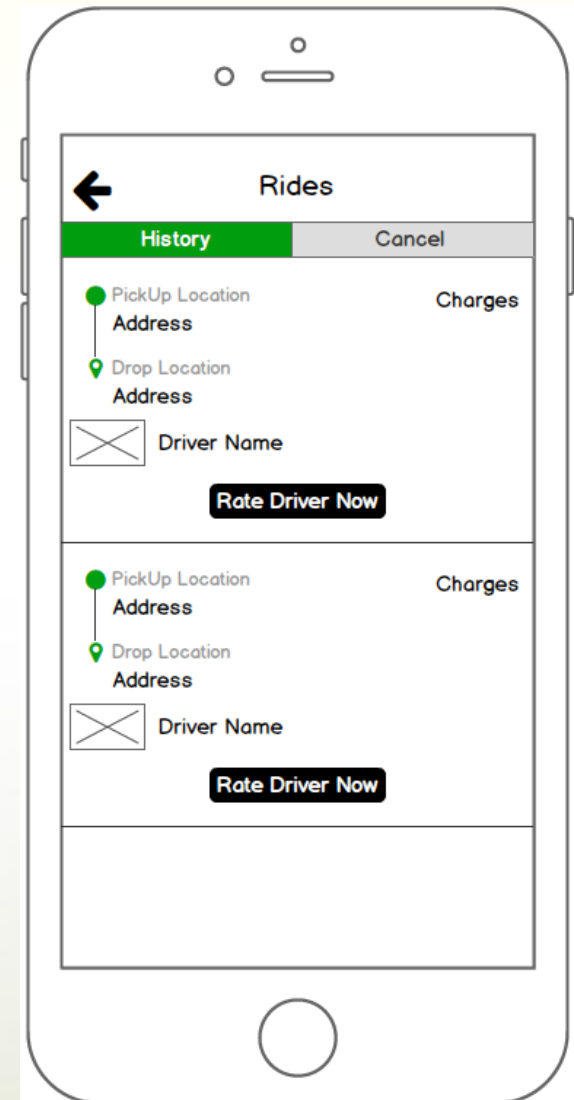 Rides
History Cancel
PickUp Location
Charges
Address
Drop Location
Address
Driver Name
Rate Driver Now
PickUp Location
Charges
Address
Drop Location
Address
Driver Name
Rate Driver Now